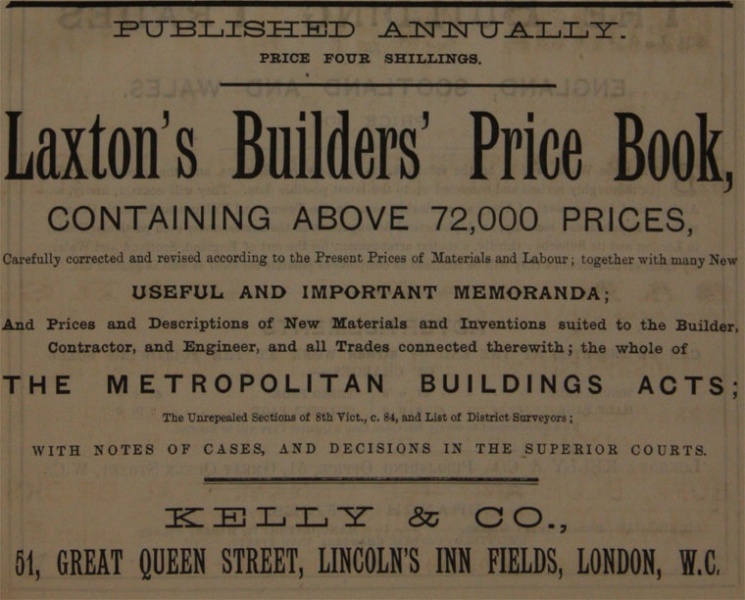 PUBLISHED ANNUALLY.
PRICE FOUR SHILLINGS.
Laxton's Builders' Price Book,
CONTAINING ABOVE 72,000 PRICES,
Carefully corrected and revised according to the Present Prices of Materials and Labour; together with many New
USEFUL AND IMPORTANT MEMORANDA;
And Prices and Descriptions of New Materials and Inventions suited to the Builder,
Contractor, and Engineer, and all Trades connected therewith; the whole of
THE METROPOLITAN BUILDINGS ACTS;
The Unrepealed Sections of 8th Vict., c. 84, and List of District Surveyors;
WITH NOTES OF CASES, AND DECISIONS IN THE SUPERIOR COURTS.
KELLY & CO.,
51, GREAT QUEEN STREET, LINCOLN'S INN FIELDS, LONDON, W.C.